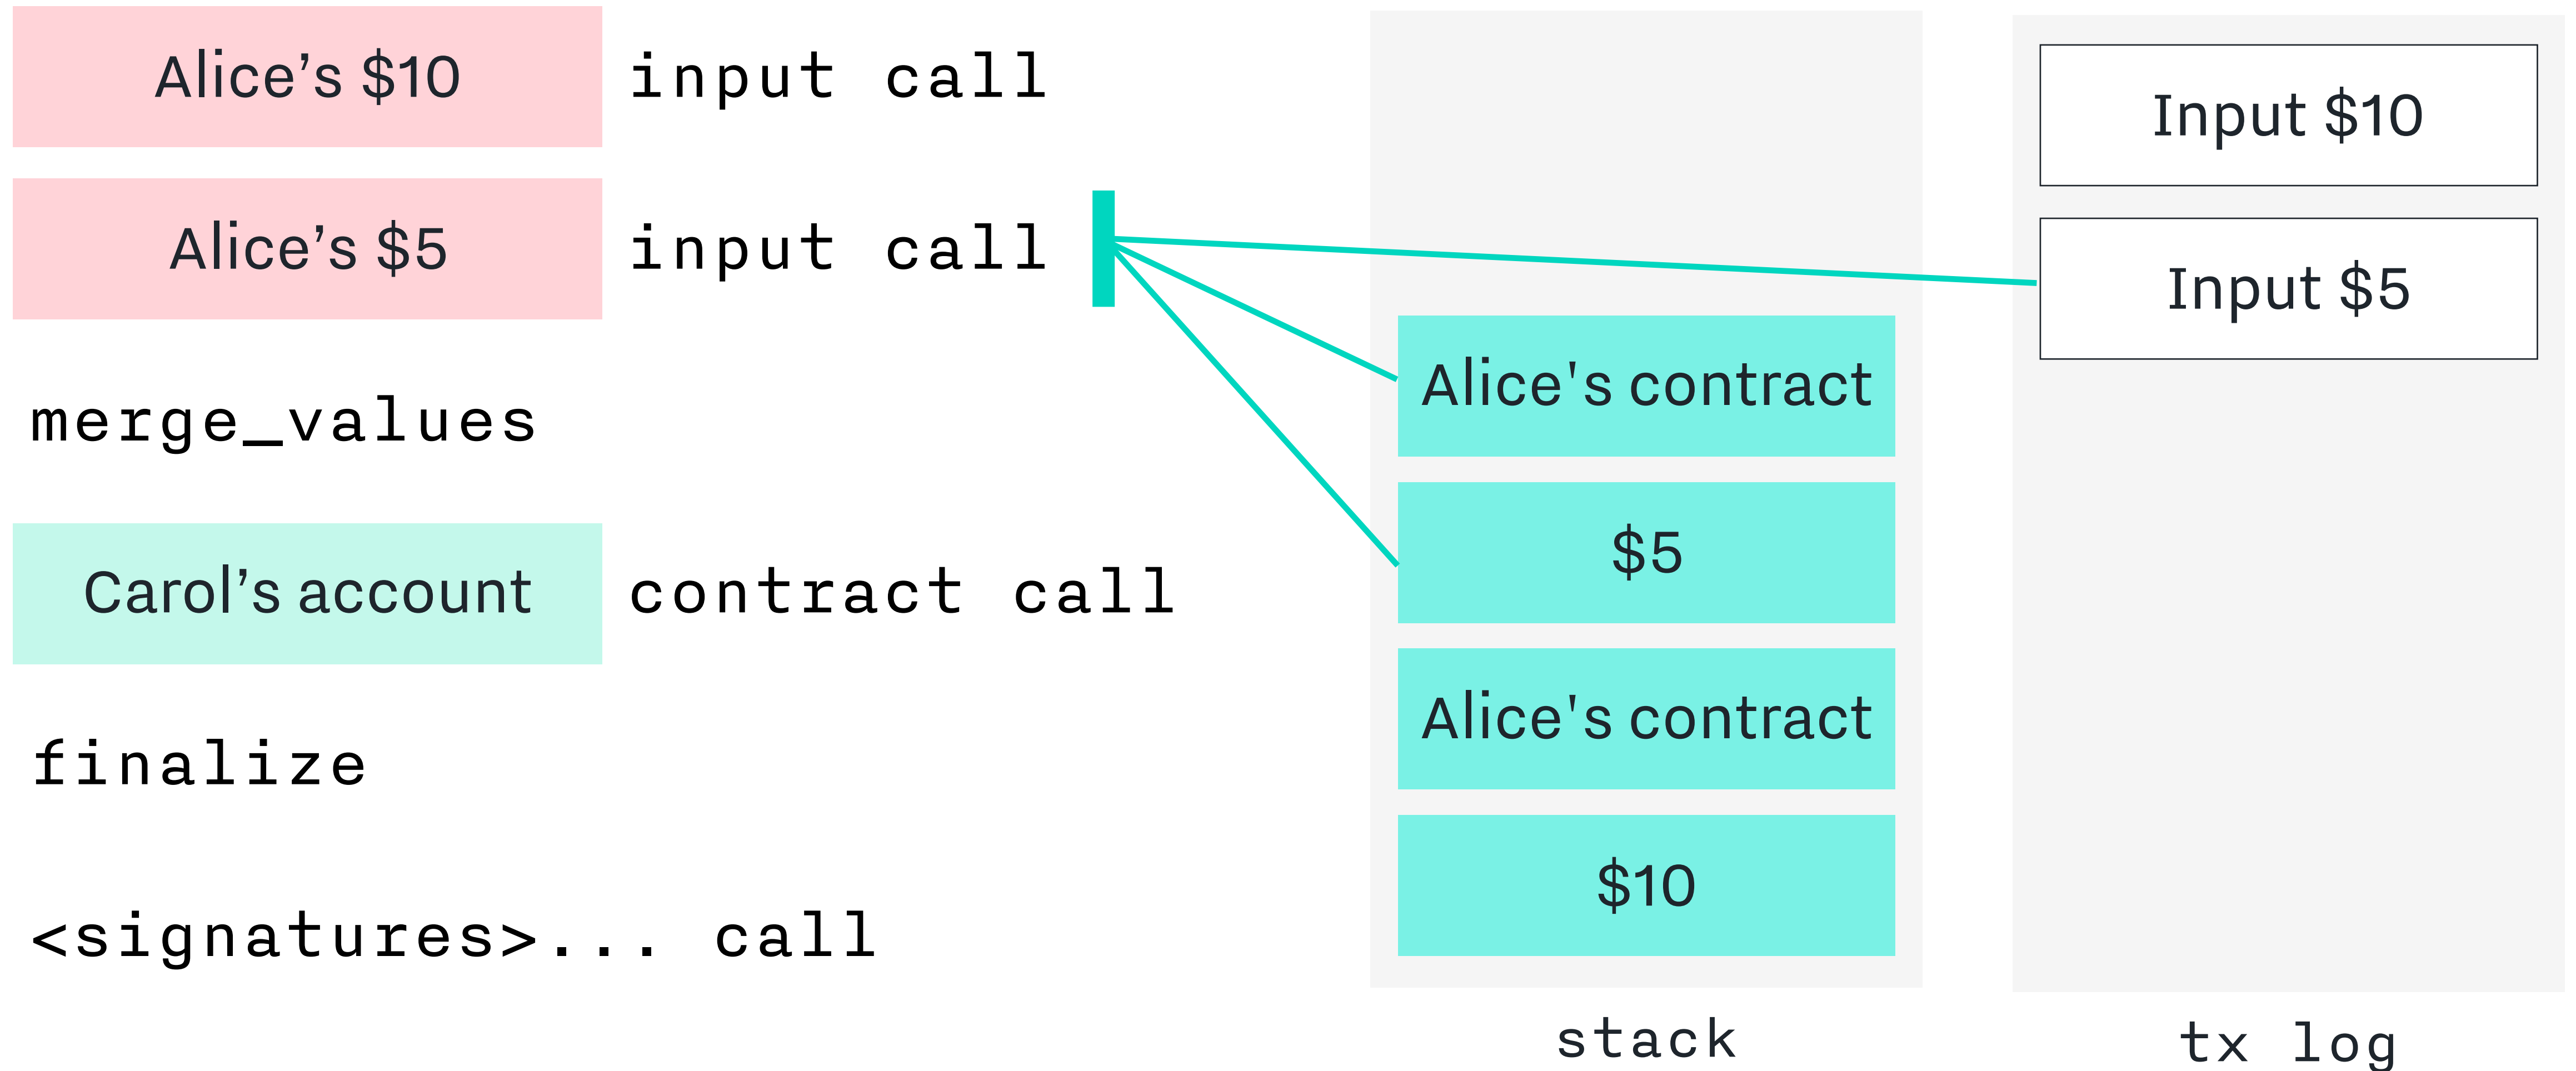 Alice’s $10 input call
Alice’s $5 input call
merge_values
Carol’s account contract call
finalize
<signatures>... call
Alice's contract
$5
Alice's contract
$10
stack
Input $10
Input $5
tx log